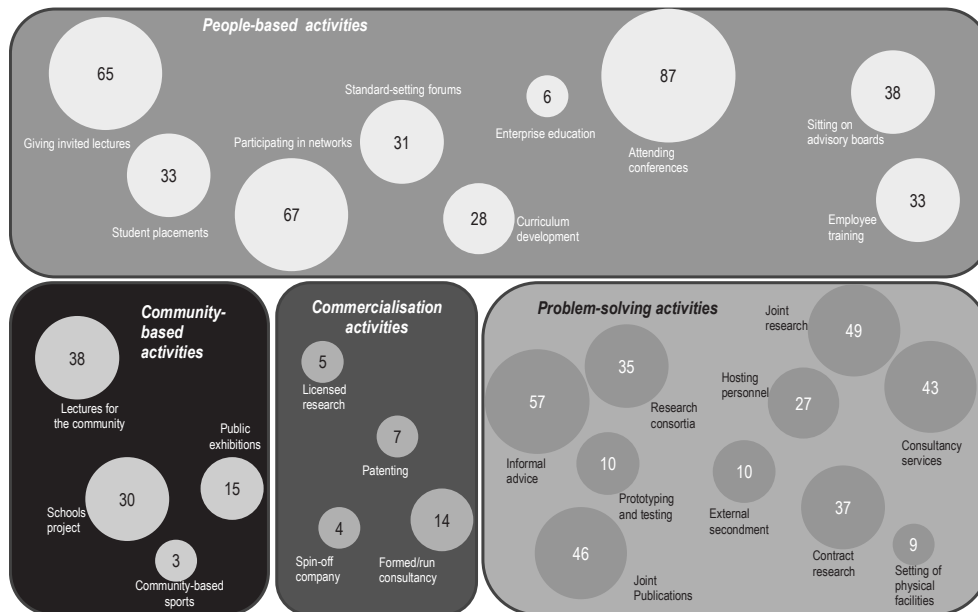 People-based activities
65
Giving invited lectures
33
Student placements
Participating in networks
67
Standard-setting forums
31
28
Curriculum
development
6
Enterprise education
87
Attending
conferences
38
Sitting on
advisory boards
33
Employee
training
Community-
based
activities
38
Lectures for
the community
Public
exhibitions
15
30
Schools
project
3
Community-based
sports
Commercialisation
activities
5
Licensed
research
7
Patenting
4
Spin-off
company
14
Formed/run
consultancy
Problem-solving activities
57
Informal
advice
35
Research
consortia
10
Prototyping
and testing
46
Joint
Publications
Joint
research
49
Hosting
personnel
27
43
Consultancy
services
10
External
secondment
37
Contract
research
9
Setting of
physical
facilities